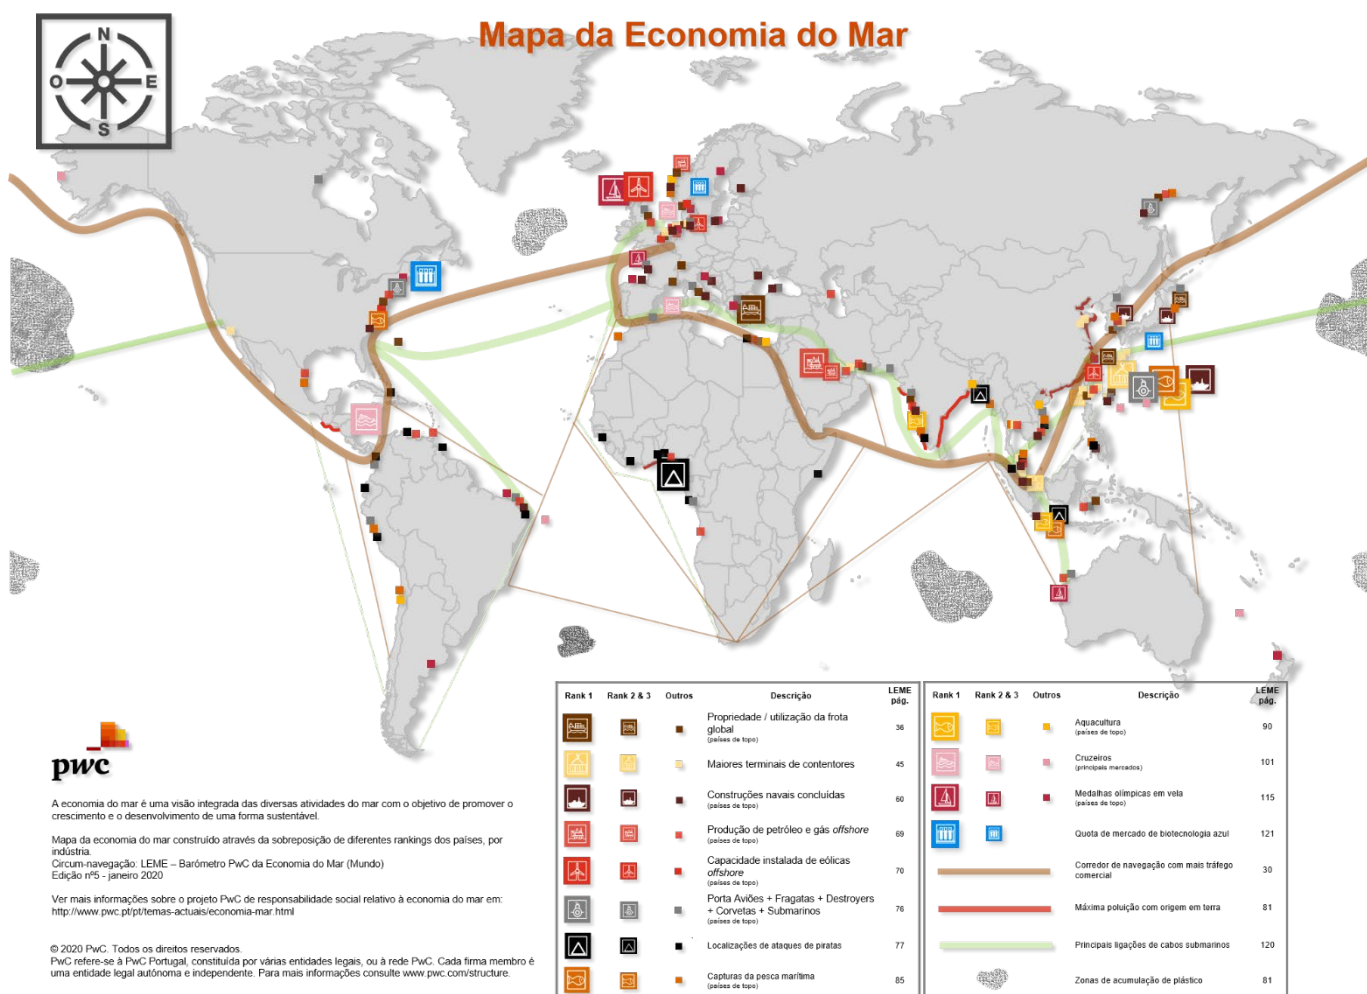 Mapa da Economia do Mar
N
O
E
S
pwc
A economia do mar é uma visão integrada das diversas atividades do mar com o objetivo de promover o
crescimento e o desenvolvimento de uma forma sustentável.
Mapa da economia do mar construído através da sobreposição de diferentes rankings dos países, por
indústria.
Circum-navegação: LEME – Barómetro PwC da Economia do Mar (Mundo)
Edição nº5 - janeiro 2020
Ver mais informações sobre o projeto PwC de responsabilidade social relativo à economia do mar em:
http://www.pwc.pt/pt/temas-actuais/economia-mar.html
© 2020 PwC. Todos os direitos reservados.
PwC refere-se à PwC Portugal, constituída por várias entidades legais, ou à rede PwC. Cada firma membro é
uma entidade legal autónoma e independente. Para mais informações consulte www.pwc.com/structure.
Rank 1 Rank 2 & 3 Outros Descrição LEME pág.
Propriedade / utilização da frota
global
(países de topo)
36
Maiores terminais de contentores 45
Construções navais concluídas
(países de topo)
60
Produção de petróleo e gás offshore
(países de topo)
69
Capacidade instalada de eólicas
offshore
(países de topo)
70
Porta Aviões + Fragatas + Destroyers
+ Corvetas + Submarinos
(países de topo)
76
Localizações de ataques de piratas 77
Capturas da pesca marítima
(países de topo)
85
Rank 1 Rank 2 & 3 Outros Descrição LEME pág.
Aquacultura
(países de topo)
90
Cruzeiros
(principais mercados)
101
Medalhas olímpicas em vela
(países de topo)
115
Quota de mercado de biotecnologia azul 121
Corredor de navegação com mais tráfego
comercial
30
Máxima poluição com origem em terra 81
Principais ligações de cabos submarinos 120
Zonas de acumulação de plástico 81